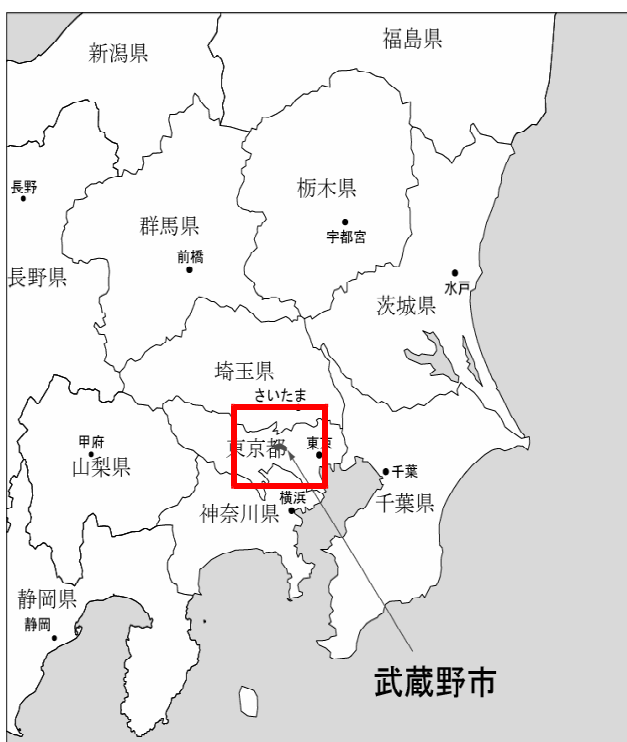 福島県
新潟県
長野
栃木県
群馬県
宇都宮
前橋
水戸
長野県
茨城県
埼玉県
さいたま
東京都
東京
甲府
山梨県
千葉
千葉県
横浜
神奈川県
静岡県
静岡
武蔵野市